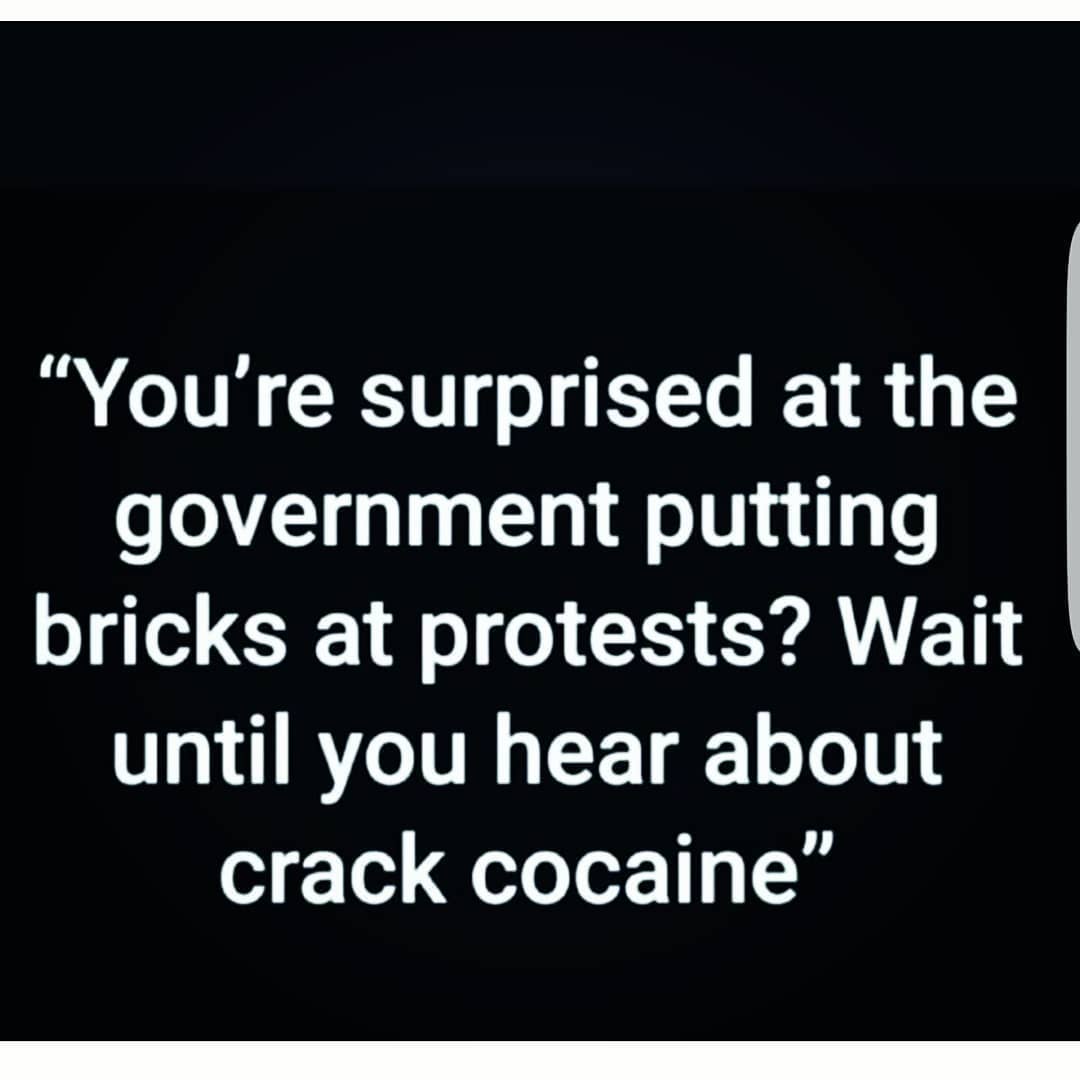 “You’re surprised at the
government putting
bricks at protests? Wait
until you hear about
crack cocaine”